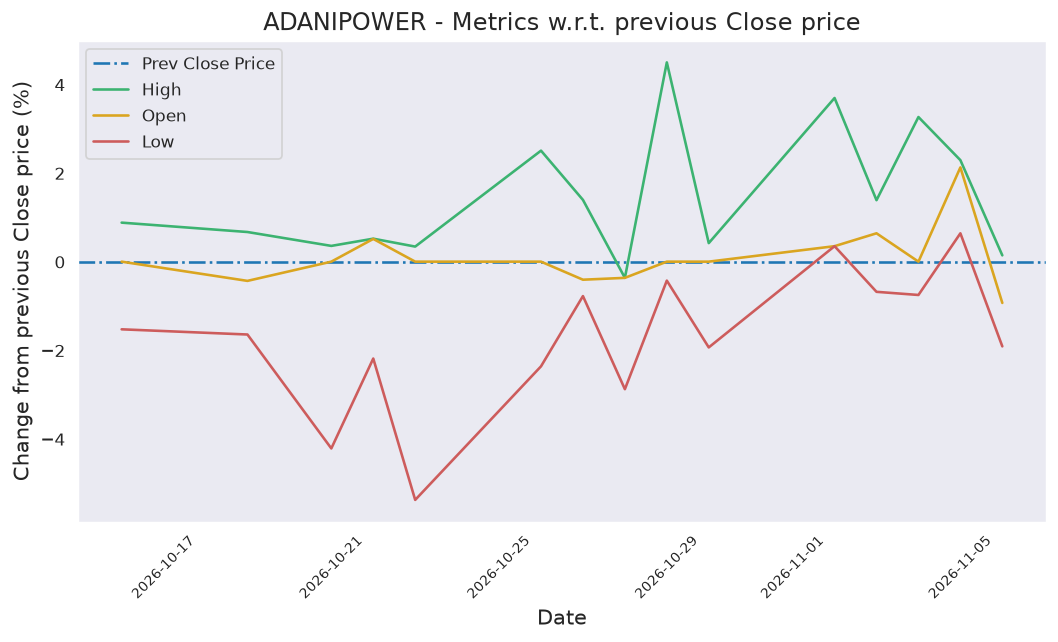 ADANIPOWER - Metrics w.r.t. previous Close price
Prev Close Price
High
Open
Low
Change from previous Close price (%)
4
2
0
−2
−4
2026-10-17
2026-10-21
2026-10-25
2026-10-29
2026-11-01
2026-11-05
Date